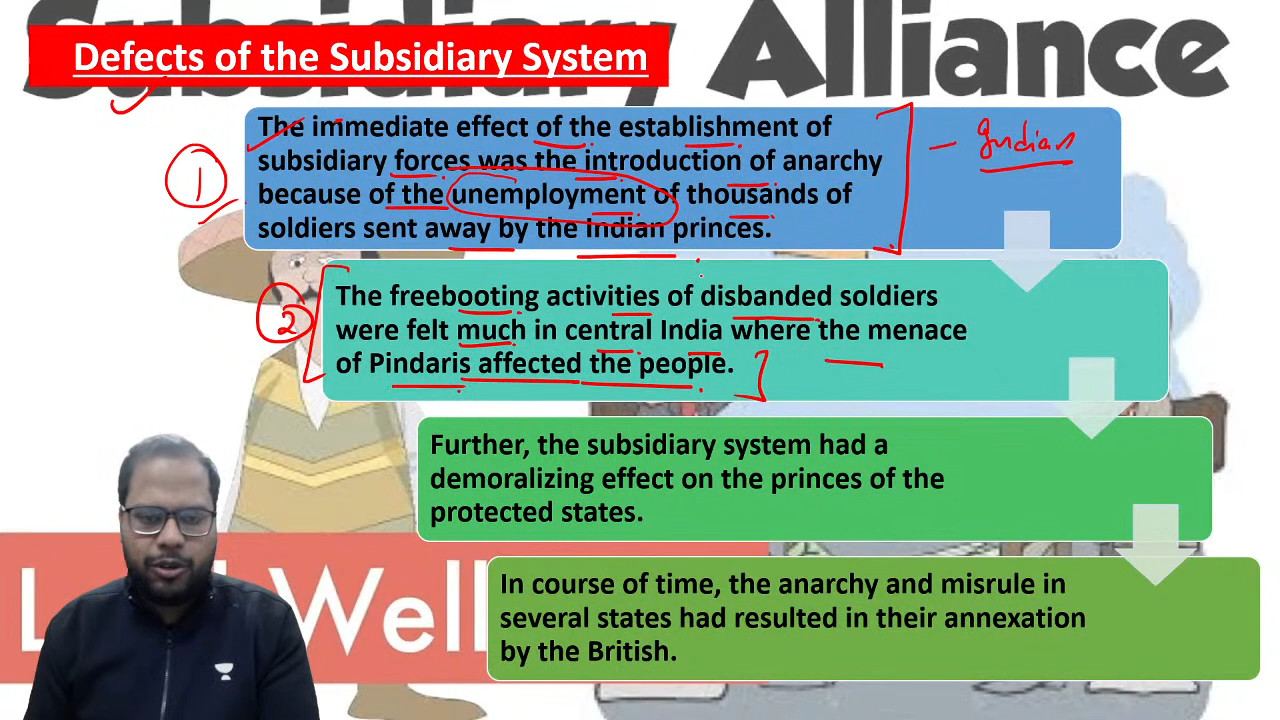 Subsidiary Alliance
Defects of the Subsidiary System
The immediate effect of the establishment of
subsidiary forces was the introduction of anarchy
because of the unemployment of thousands of
soldiers sent away by the Indian princes.
- Indian
1
The freebooting activities of disbanded soldiers
were felt much in central India where the menace
of Pindaris affected the people.
2
Further, the subsidiary system had a
demoralizing effect on the princes of the
protected states.
In course of time, the anarchy and misrule in
several states had resulted in their annexation
by the British.
Well